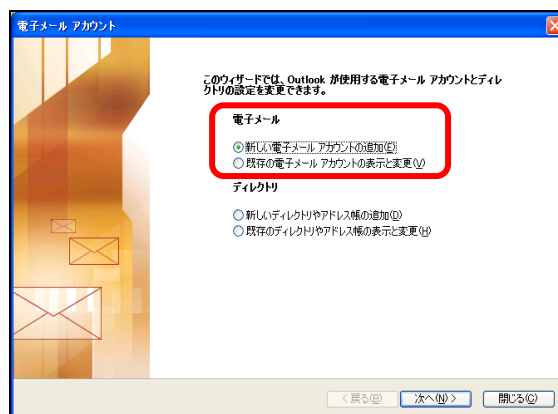 電子メール アカウント
このウィザードでは、Outlook が使用する電子メール アカウントとディレ
クトリの設定を変更できます。
電子メール
新しい電子メール アカウントの追加(E)
既存の電子メール アカウントの表示と変更(V)
ディレクトリ
新しいディレクトリやアドレス帳の追加(D)
既存のディレクトリやアドレス帳の表示と変更(H)
< 戻る(B) 次へ(N) > 閉じる(C)